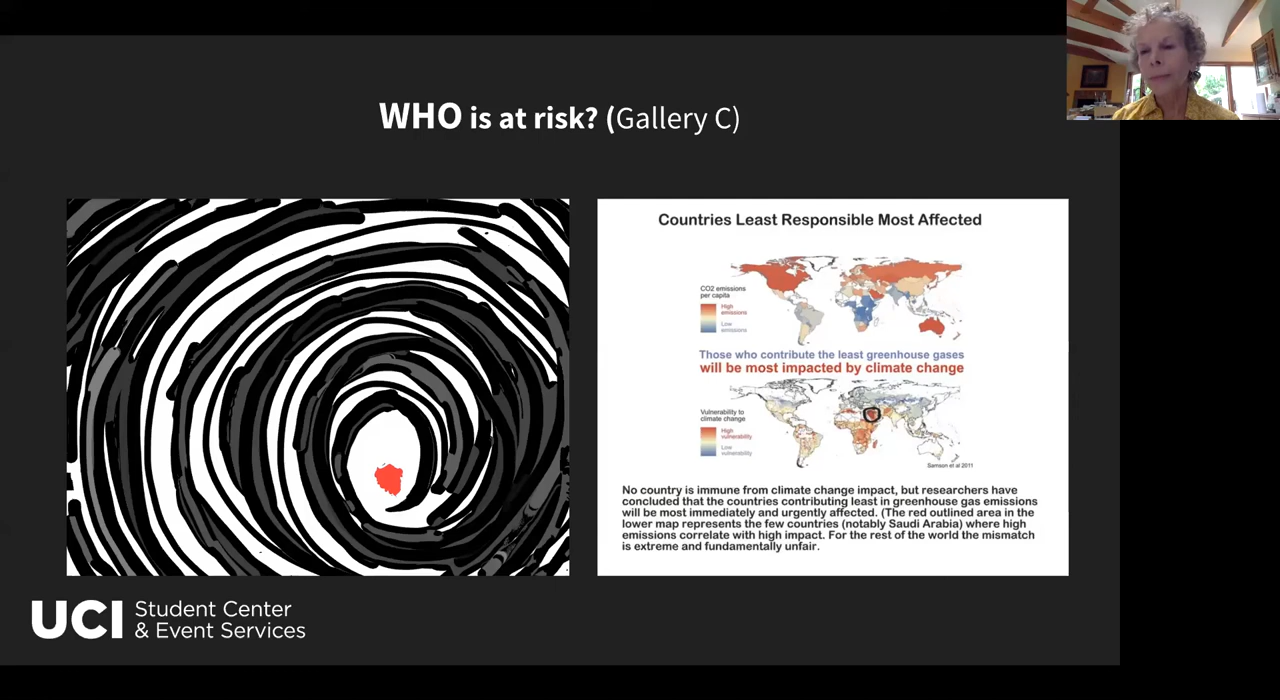 WHO is at risk? (Gallery C)
Countries Least Responsible Most Affected
CO2 emissions
per capita
High
emissions
Low
emissions
Those who contribute the least greenhouse gases
will be most impacted by climate change
Vulnerability to
climate change
High
vulnerability
Low
vulnerability
Samson et al 2011
No country is immune from climate change impact, but researchers have
concluded that the countries contributing least in greenhouse gas emissions
will be most immediately and urgently affected. (The red outlined area in the
lower map represents the few countries (notably Saudi Arabia) where high
emissions correlate with high impact. For the rest of the world the mismatch
is extreme and fundamentally unfair.
UCI Student Center
& Event Services